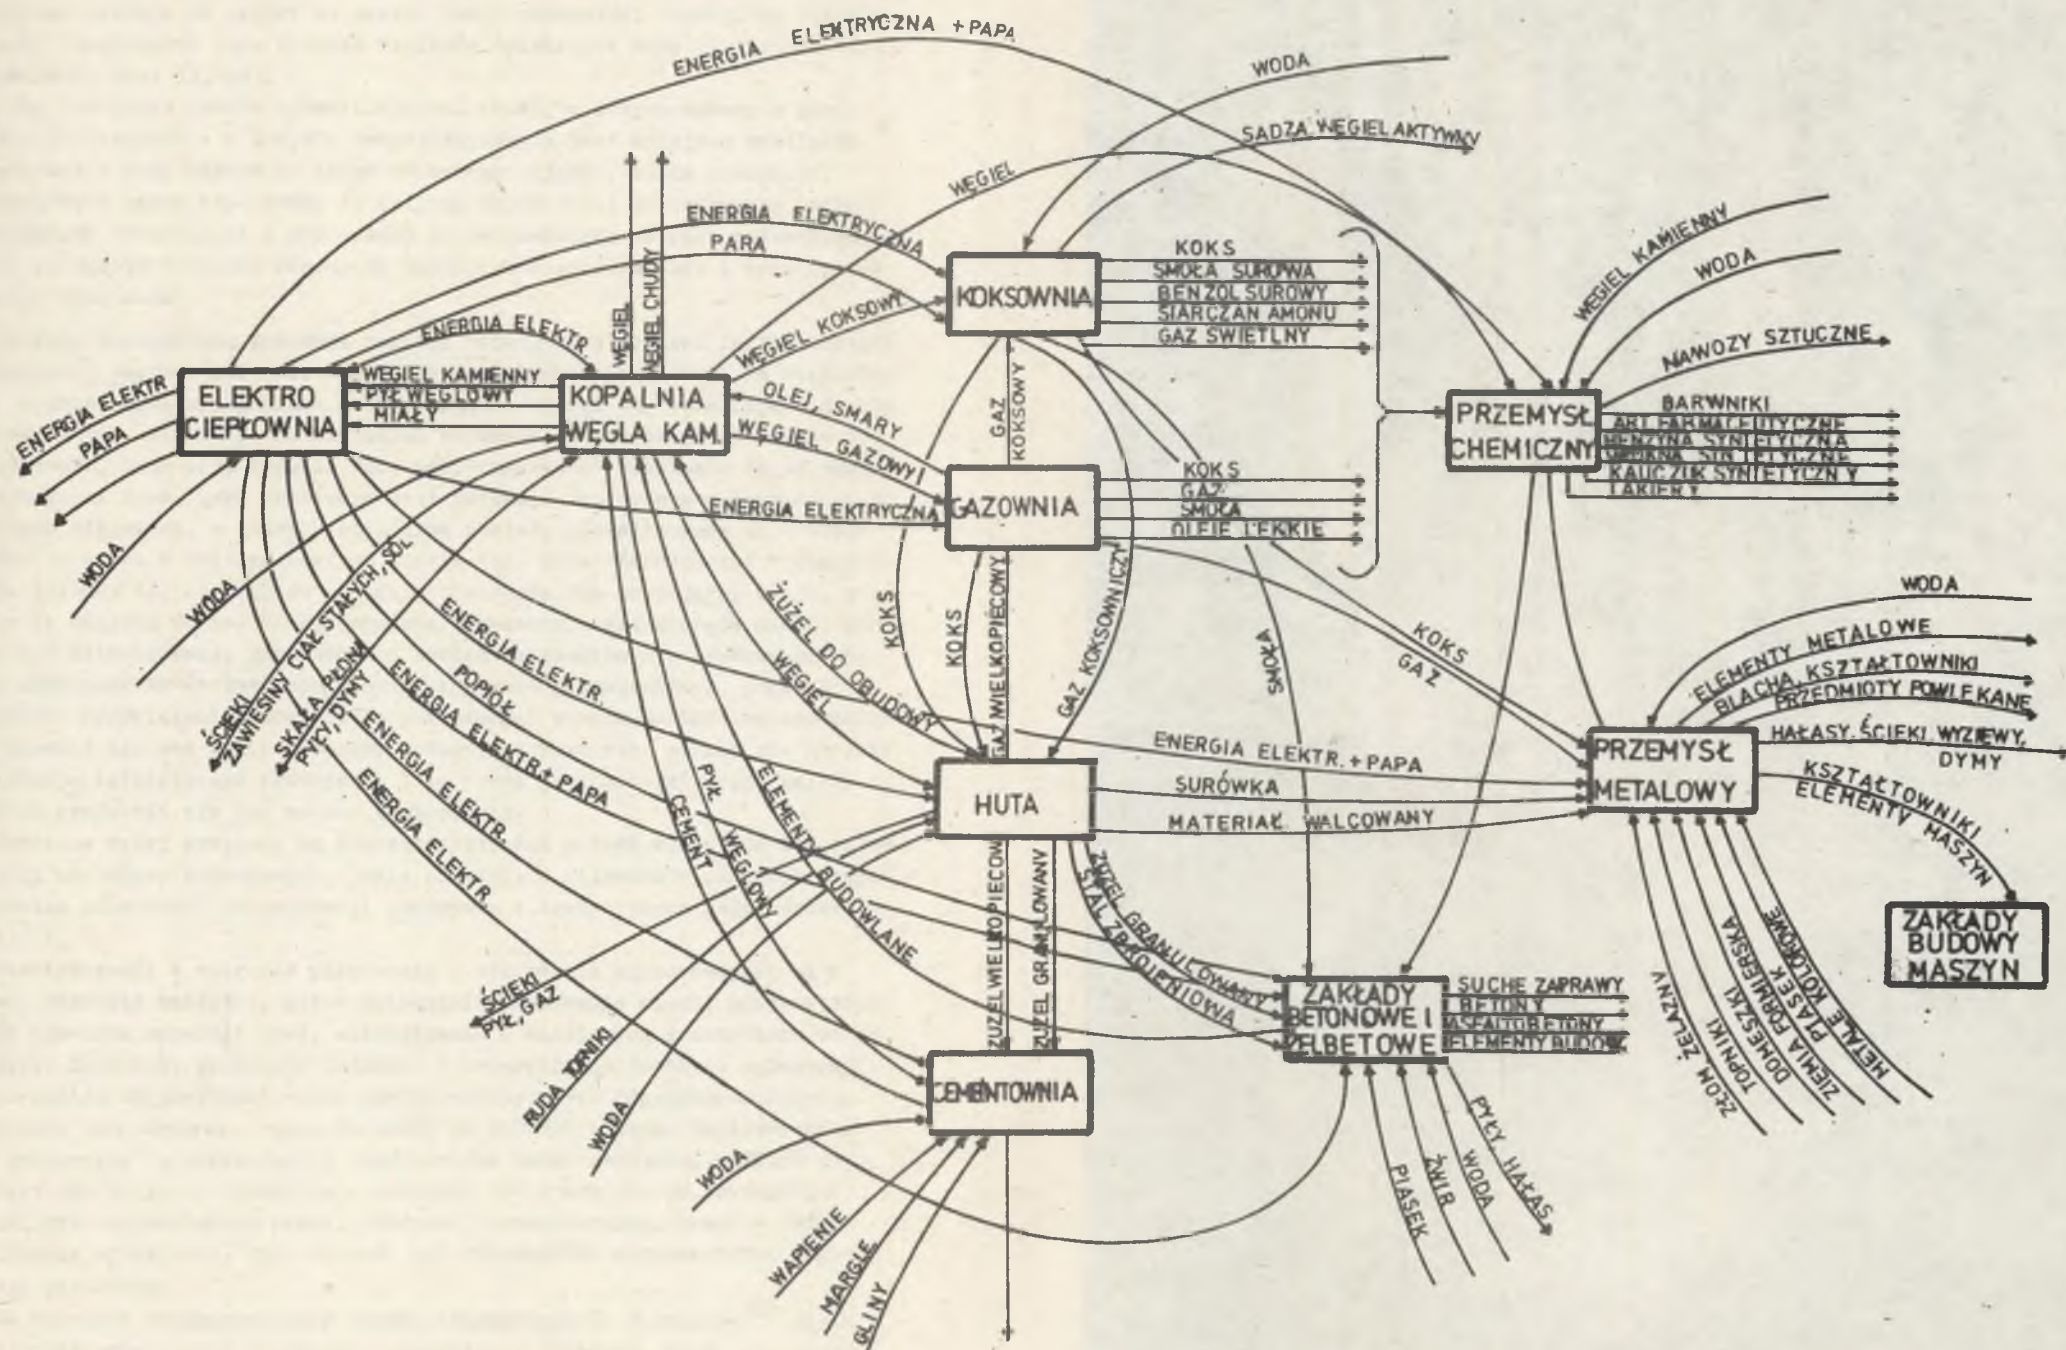 ENERGIA ELEKTRYCZNA + PAPA
WODA
SADZA, WĘGIEL AKTYWNY
WĘGIEL
ENERGIA ELEKTRYCZNA
PARA
WĘGIEL
WĘGIEL CHUDY
KOKSOWNIA
KOKS
SMOŁA SUROWA
BENZOL SUROWY
SIARCZAN AMONU
GAZ SWIETLNY
WĘGIEL KAMIENNY
WODA
NAWOZY SZTUCZNE
ENERGIA ELEKTR.
WĘGIEL KOKSOWY
ENERGIA ELEKTR
PAPA
WODA
ELEKTRO
CIEPŁOWNIA
WĘGIEL KAMIENNY
PYŁ WĘGLOWY
MIAŁY
KOPALNIA
WĘGLA KAM.
OLEJ, SMARY
WĘGIEL GAZOWY
GAZ
KOKSOWY
PRZEMYSŁ
CHEMICZNY
BARWNIKI
ART. FARMACEUTYCZNE
BENZYNA SYNTETYCZNA
KAUCZUK SYNTETYCZNY
LAKIERY
ENERGIA ELEKTRYCZNA
GAZOWNIA
KOKS
GAZ
SMOŁA
OLEJE LEKKIE
WODA
ŚCIEKI
ZAWIESINY CIAŁ STAŁYCH, SÓL
SKAŁA PŁONA
PYŁY, DYMY
ENERGIA ELEKTR.
POPIÓŁ
ENERGIA ELEKTR.+ PAPA
ENERGIA ELEKTR.
ENERGIA ELEKTR
ŻUŻEL DO OBUDOWY
WĘGIEL
KOKS
KOKS
GAZ WIELKOPIECOWY
GAZ KOKSOWNICZY
SMOŁA
KOKS
GAZ
WODA
ELEMENTY METALOWE
BLACHA, KSZTAŁTOWNIKI
PRZEDMIOTY POWLEKANE
HAŁASY, ŚCIEKI, WYZIEWY,
DYMY
PRZEMYSŁ
METALOWY
KSZTAŁTOWNIKI
ELEMENTY MASZYN
ZAKŁADY
BUDOWY
MASZYN
HUTA
ENERGIA ELEKTR.+ PAPA
SURÓWKA
MATERIAŁ WALCOWANY
PYŁ WĘGLOWY
CEMENT
ELEMENTY BUDOWLANE
ŻUŻEL WIELKOPIECOWY
ŻUŻEL GRANULOWANY
ŻUŻEL GRANULOWANY
STAL ZBROJENIOWA
ŚCIEKI
PYŁ, GAZ
RUDA TOPNIKI
WODA
CEMENTOWNIA
WODA
WAPIENIE
MARGLE
GLINY
ZAKŁADY
BETONOWE I
ŻELBETOWE
SUCHE ZAPRAWY
BETONY
ASFALTOBETONY
ELEMENTY BUDOW
PIASEK
ŻWIR
WODA
PYŁY, HAŁAS
ZŁOM ŻELAZNY
TOPNIKI
DOMIESZKI
ZIEMIA FORMIERSKA
PIASEK
METALE KOLOROWE